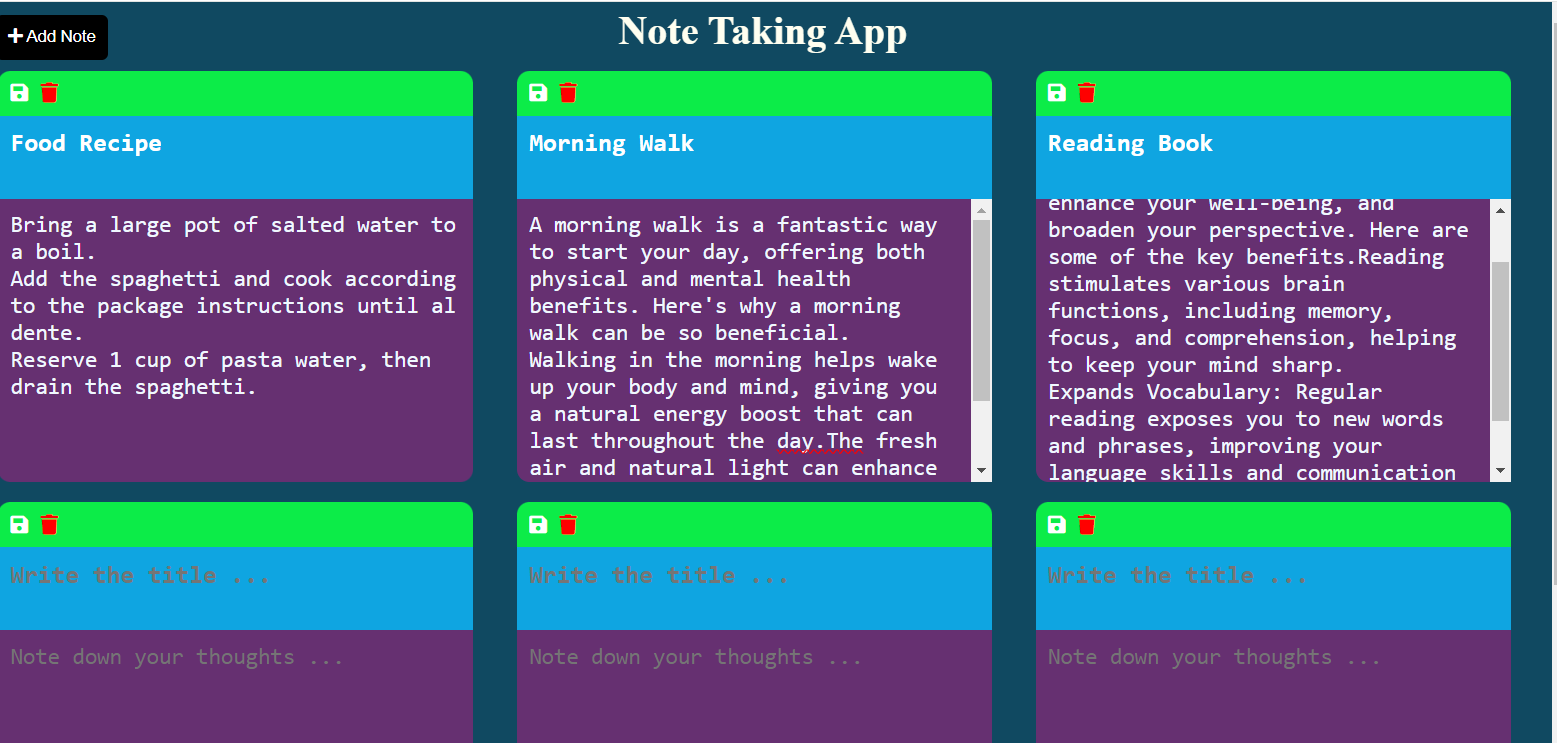 Add Note
Note Taking App
Food Recipe
Bring a large pot of salted water to
a boil.
Add the spaghetti and cook according
to the package instructions until al
dente.
Reserve 1 cup of pasta water, then
drain the spaghetti.
Morning Walk
A morning walk is a fantastic way
to start your day, offering both
physical and mental health
benefits. Here's why a morning
walk can be so beneficial.
Walking in the morning helps wake
up your body and mind, giving you
a natural energy boost that can
last throughout the day.The fresh
air and natural light can enhance
Reading Book
enhance your well-being, and
broaden your perspective. Here are
some of the key benefits.Reading
stimulates various brain
functions, including memory,
focus, and comprehension, helping
to keep your mind sharp.
Expands Vocabulary: Regular
reading exposes you to new words
and phrases, improving your
language skills and communication
Write the title ...
Note down your thoughts ...
Write the title ...
Note down your thoughts ...
Write the title ...
Note down your thoughts ...